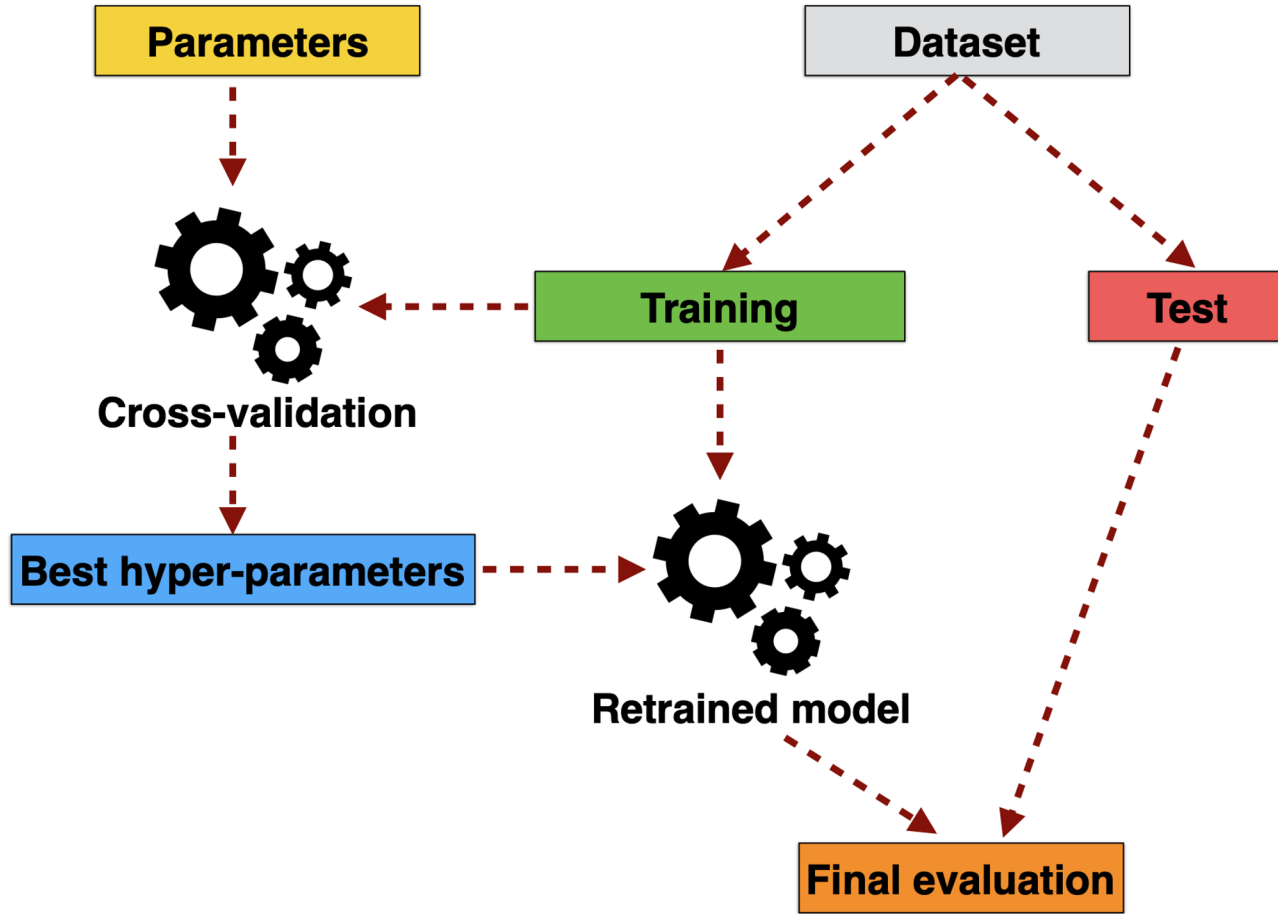 Parameters
Dataset
Training
Test
Cross-validation
Best hyper-parameters
Retrained model
Final evaluation